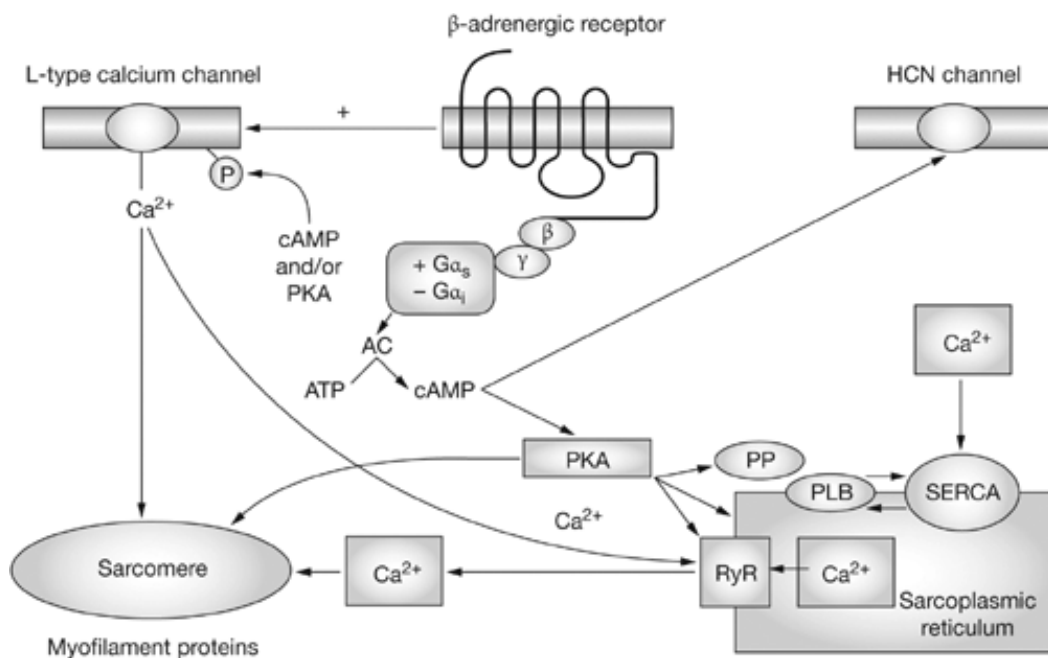 β-adrenergic receptor
L-type calcium channel
HCN channel
+
P
Ca²⁺
cAMP
and/or
PKA
β
γ
+ Gαₛ
− Gαᵢ
AC
ATP
cAMP
Ca²⁺
PKA
PP
PLB
SERCA
Ca²⁺
Sarcomere
Ca²⁺
RyR
Ca²⁺
Sarcoplasmic
reticulum
Myofilament proteins